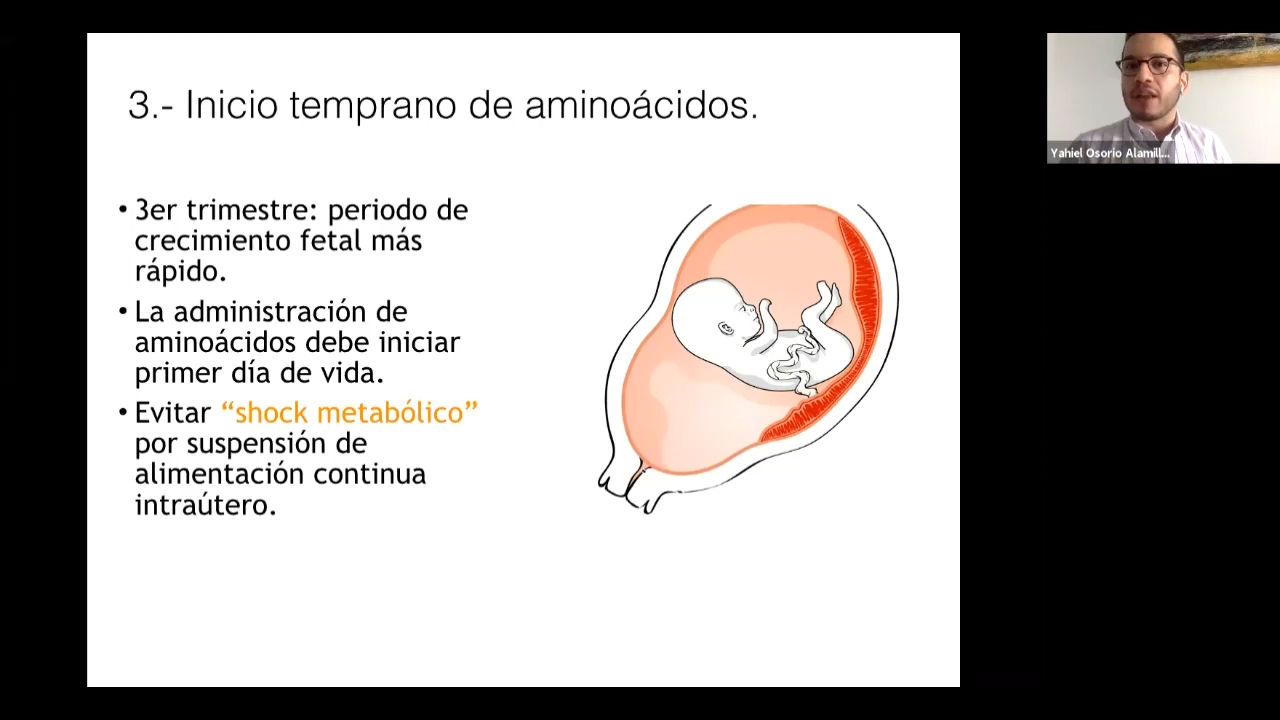 3.- Inicio temprano de aminoácidos.
• 3er trimestre: periodo de
crecimiento fetal más
rápido.
• La administración de
aminoácidos debe iniciar
primer día de vida.
• Evitar “shock metabólico”
por suspensión de
alimentación continua
intraútero.
Yahiel Osorio Alamill...